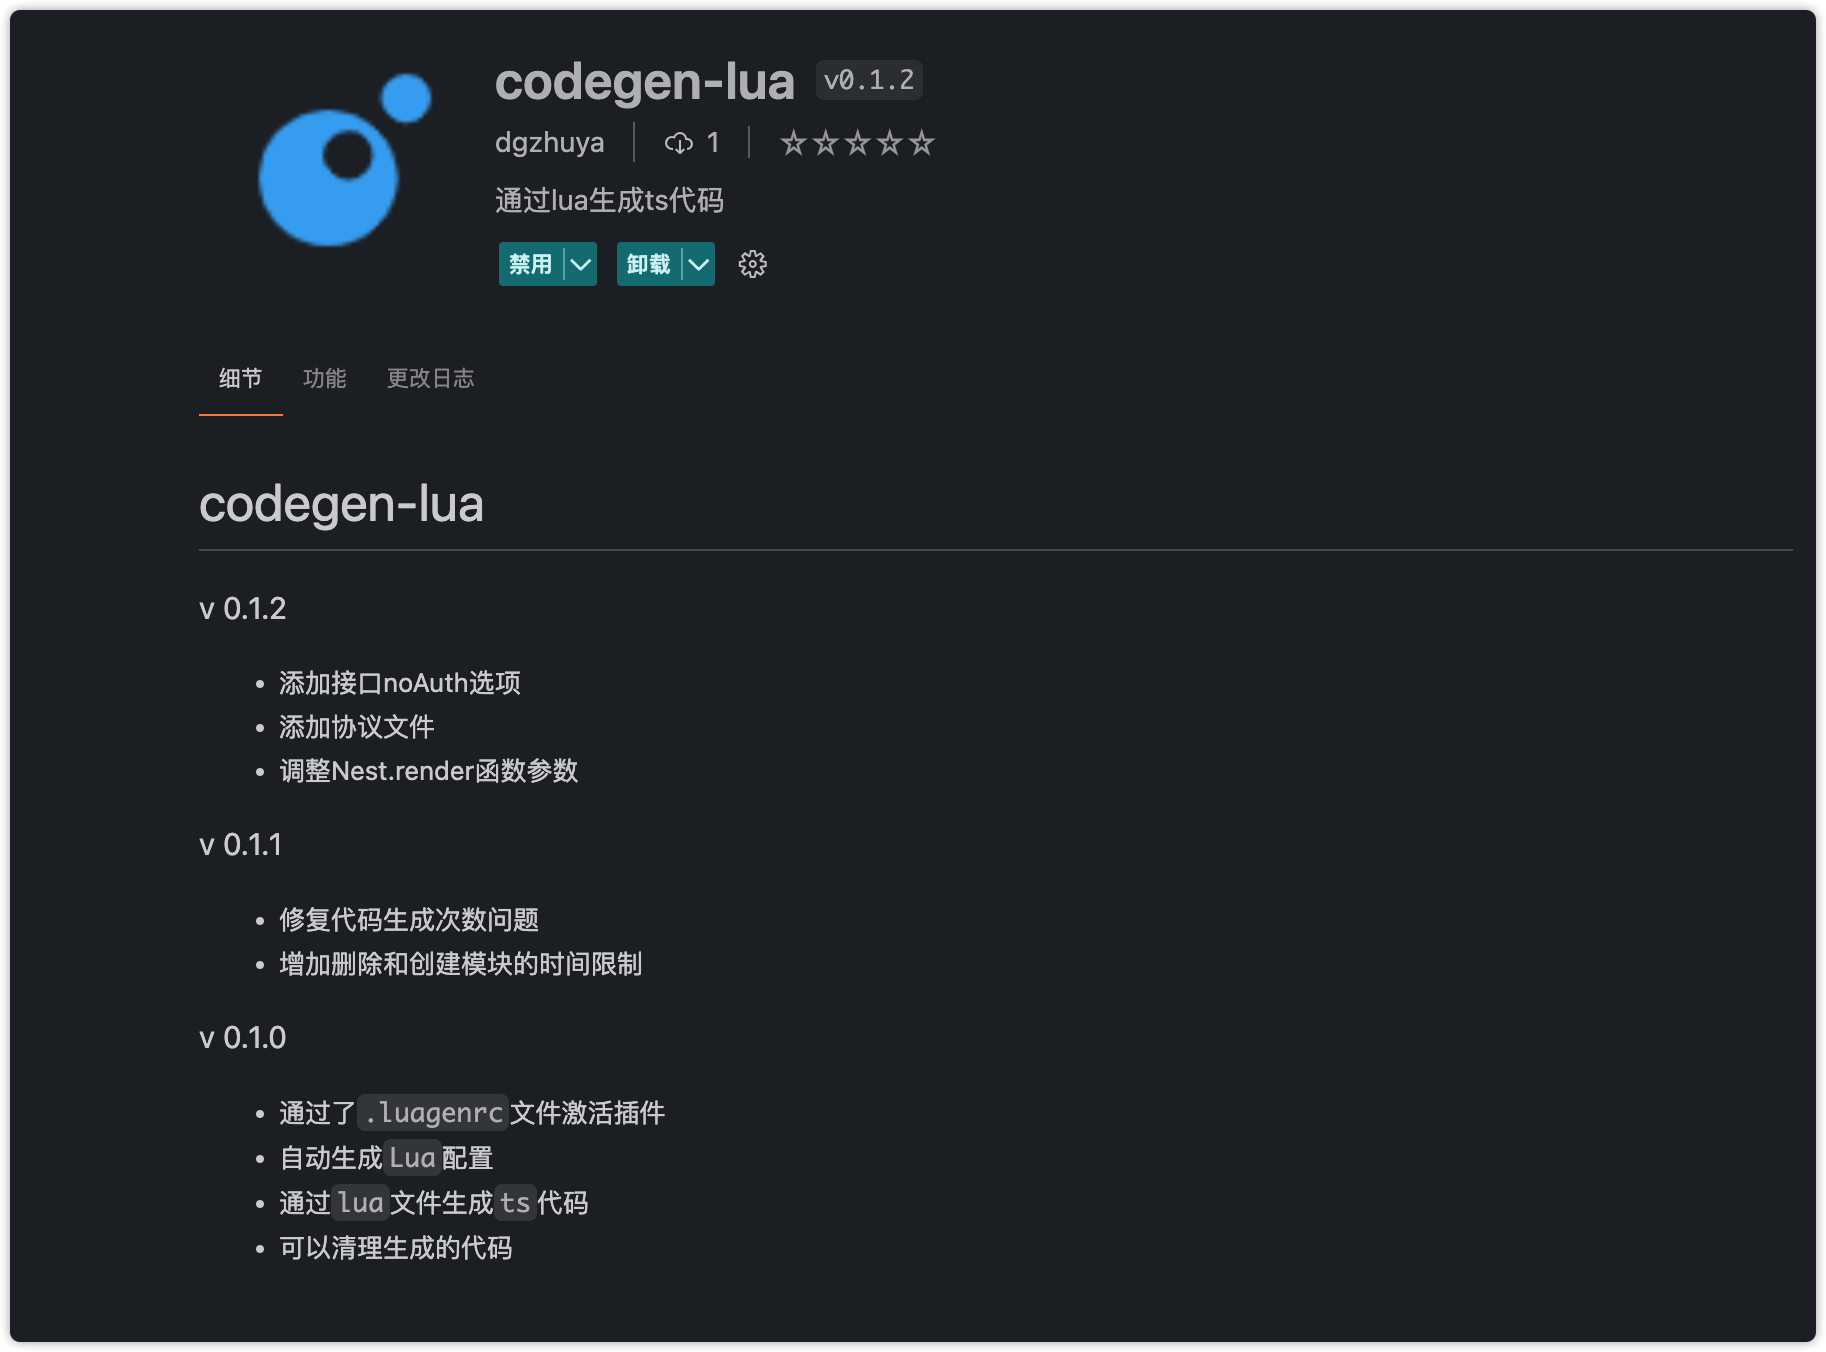 codegen-lua v0.1.2
dgzhuya 1
通过lua生成ts代码
禁用 卸载
细节 功能 更改日志
codegen-lua
v 0.1.2
添加接口noAuth选项
添加协议文件
调整Nest.render函数参数
v 0.1.1
修复代码生成次数问题
增加删除和创建模块的时间限制
v 0.1.0
通过了.luagenrc文件激活插件
自动生成Lua配置
通过lua文件生成ts代码
可以清理生成的代码